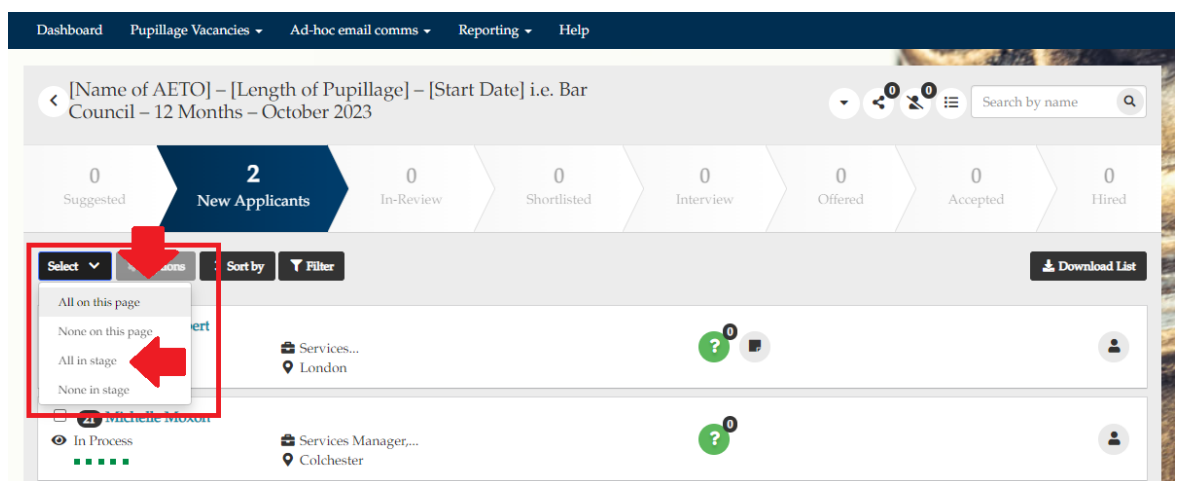 Dashboard Pupillage Vacancies Ad-hoc email comms Reporting Help
[Name of AETO] – [Length of Pupillage] – [Start Date] i.e. Bar
Council – 12 Months – October 2023
0 0 Search by name
0 2 0 0 0 0 0 0
Suggested New Applicants In-Review Shortlisted Interview Offered Accepted Hired
Select Sort by Filter Download List
All on this page
None on this page
All in stage
None in stage
0
Services...
London
21 Michelle Moxon
0
In Process Services Manager,...
Colchester